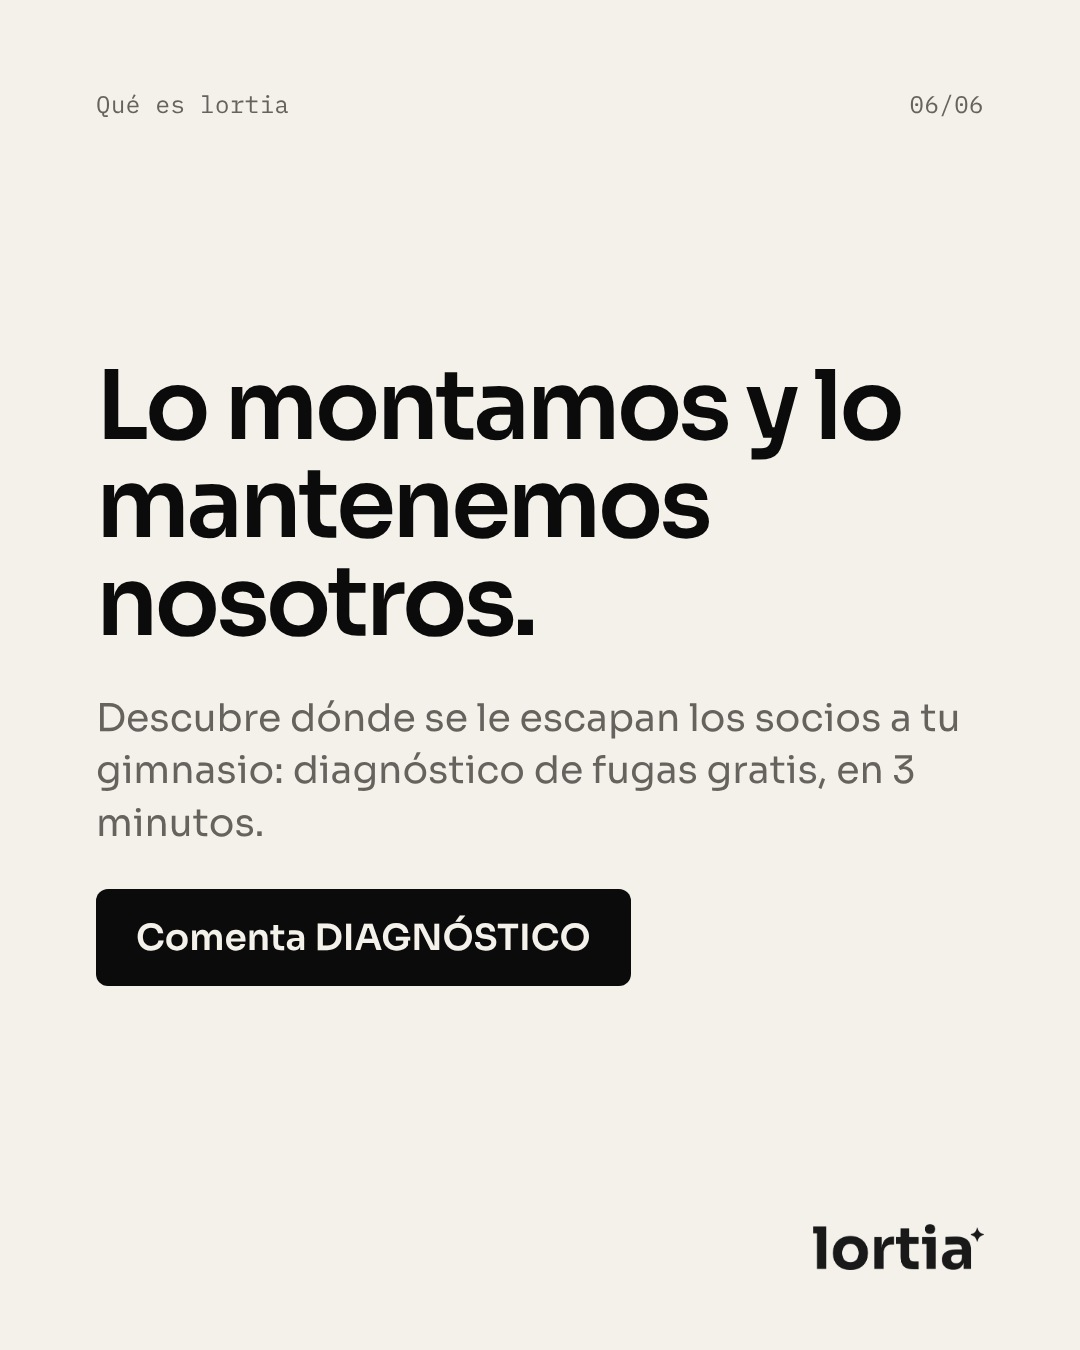 Qué es lortia
06/06
Lo montamos y lo
mantenemos
nosotros.
Descubre dónde se le escapan los socios a tu
gimnasio: diagnóstico de fugas gratis, en 3
minutos.
Comenta DIAGNÓSTICO
lortia